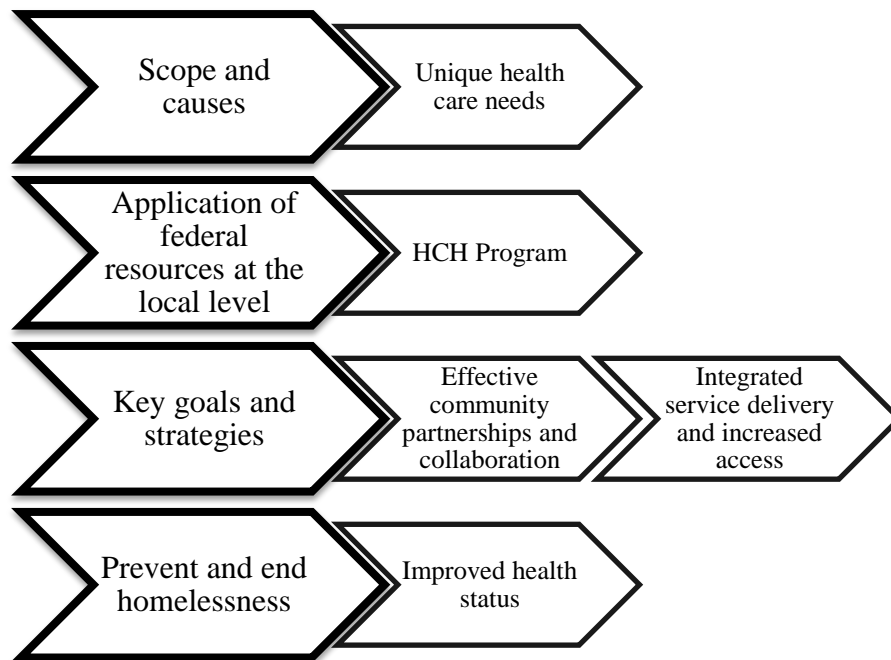 Scope and
causes
Unique health
care needs
Application of
federal
resources at the
local level
HCH Program
Key goals and
strategies
Effective
community
partnerships and
collaboration
Integrated
service delivery
and increased
access
Prevent and end
homelessness
Improved health
status